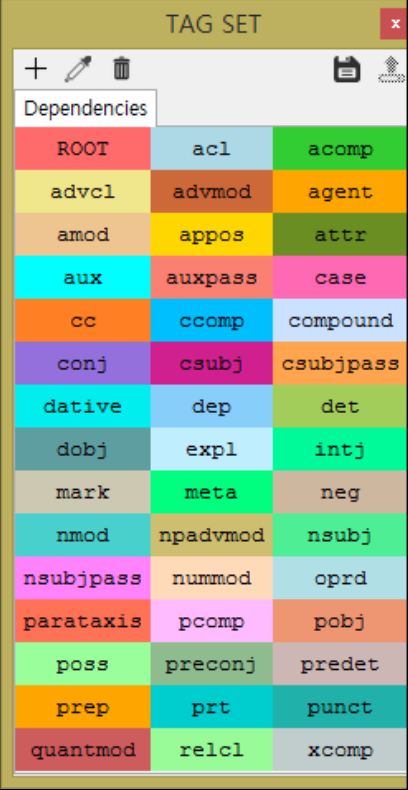 TAG SET x
Dependencies
ROOT acl acomp
advcl advmod agent
amod appos attr
aux auxpass case
cc ccomp compound
conj csubj csubjpass
dative dep det
dobj expl intj
mark meta neg
nmod npadvmod nsubj
nsubjpass nummod oprd
parataxis pcomp pobj
poss preconj predet
prep prt punct
quantmod relcl xcomp